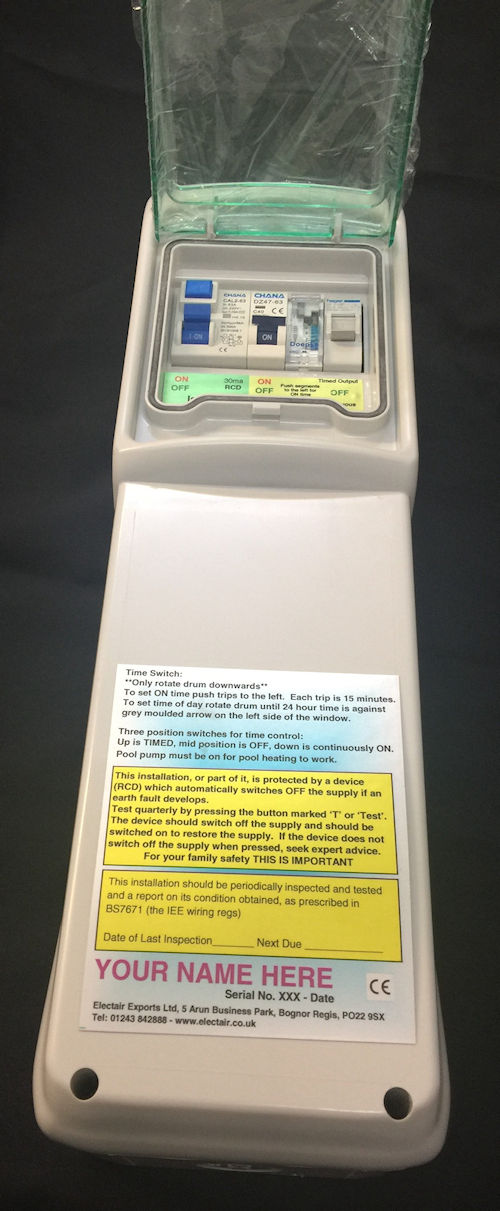 CHANA
CAL2-63
CHANA
DZ47-63
C40
CE
CE
I ON
ON
Doepke
hager
ON
OFF
30ma
RCD
ON
OFF
Push segments
to the left for
ON time
Timed Output
OFF
Time Switch:
**Only rotate drum downwards**
To set ON time push trips to the left. Each trip is 15 minutes.
To set time of day rotate drum until 24 hour time is against
grey moulded arrow on the left side of the window.
Three position switches for time control:
Up is TIMED, mid position is OFF, down is continuously ON.
Pool pump must be on for pool heating to work.
This installation, or part of it, is protected by a device
(RCD) which automatically switches OFF the supply if an
earth fault develops.
Test quarterly by pressing the button marked 'T' or 'Test'.
The device should switch off the supply and should be
switched on to restore the supply. If the device does not
switch off the supply when pressed, seek expert advice.
For your family safety THIS IS IMPORTANT
This installation should be periodically inspected and tested
and a report on its condition obtained, as prescribed in
BS7671 (the IEE wiring regs)
Date of Last Inspection_______ Next Due _____________
YOUR NAME HERE
CE
Serial No. XXX - Date
Electair Exports Ltd, 5 Arun Business Park, Bognor Regis, PO22 9SX
Tel: 01243 842888 - www.electair.co.uk